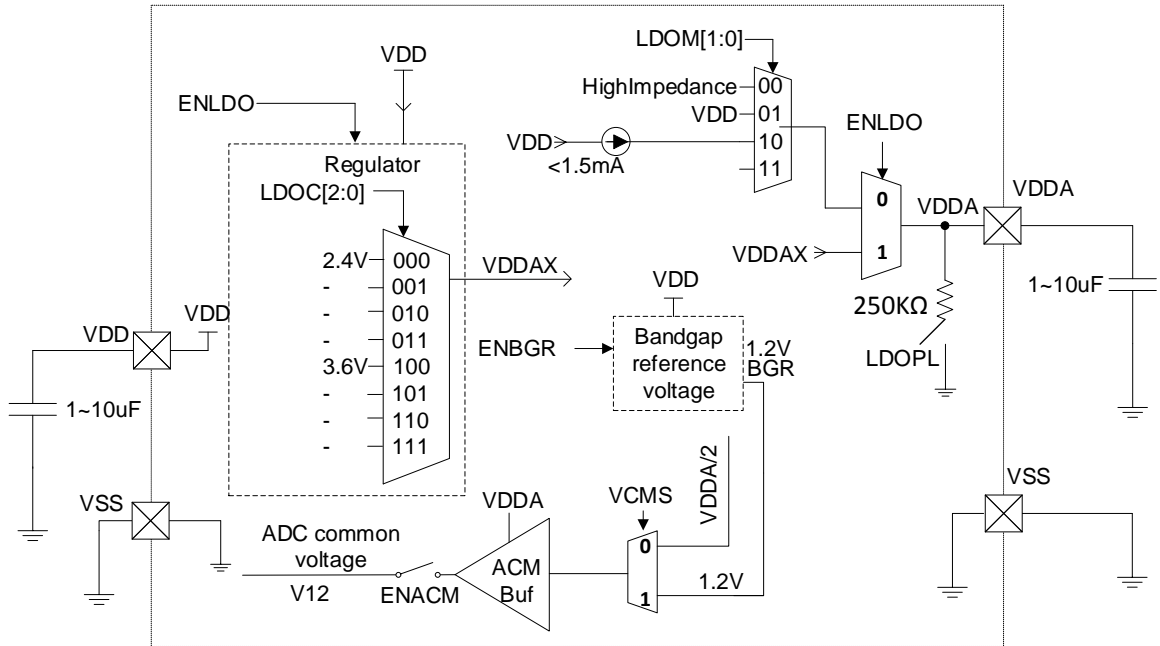 LDOM[1:0]
VDD
HighImpedance
00
ENLDO
VDD
01
ENLDO
VDD
10
<1.5mA
11
Regulator
LDOC[2:0]
0
VDDA
VDDA
VDDAX
1
2.4V
000
VDDAX
-
001
-
010
-
011
3.6V
100
-
101
-
110
-
111
VDD
VDD
1~10uF
VDD
ENBGR
Bandgap
reference
voltage
1.2V
BGR
250KΩ
LDOPL
1~10uF
VSS
VSS
VDDA
VCMS
VDDA/2
ADC common
voltage
V12
ENACM
ACM
Buf
0
1
1.2V